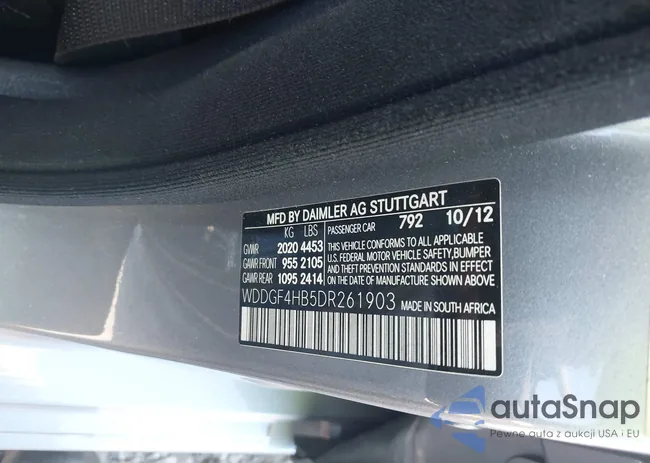 MFD BY DAIMLER AG STUTTGART
KG LBS PASSENGER CAR 792 10/12
GVWR 2020 4453
GAWR FRONT 955 2105
GAWR REAR 1095 2414
THIS VEHICLE CONFORMS TO ALL APPLICABLE
U.S. FEDERAL MOTOR VEHICLE SAFETY, BUMPER
AND THEFT PREVENTION STANDARDS IN EFFECT
ON THE DATE OF MANUFACTURE SHOWN ABOVE.
WDDGF4HB5DR261903 MADE IN SOUTH AFRICA
autaSnap
Pewne auta z aukcji USA i EU